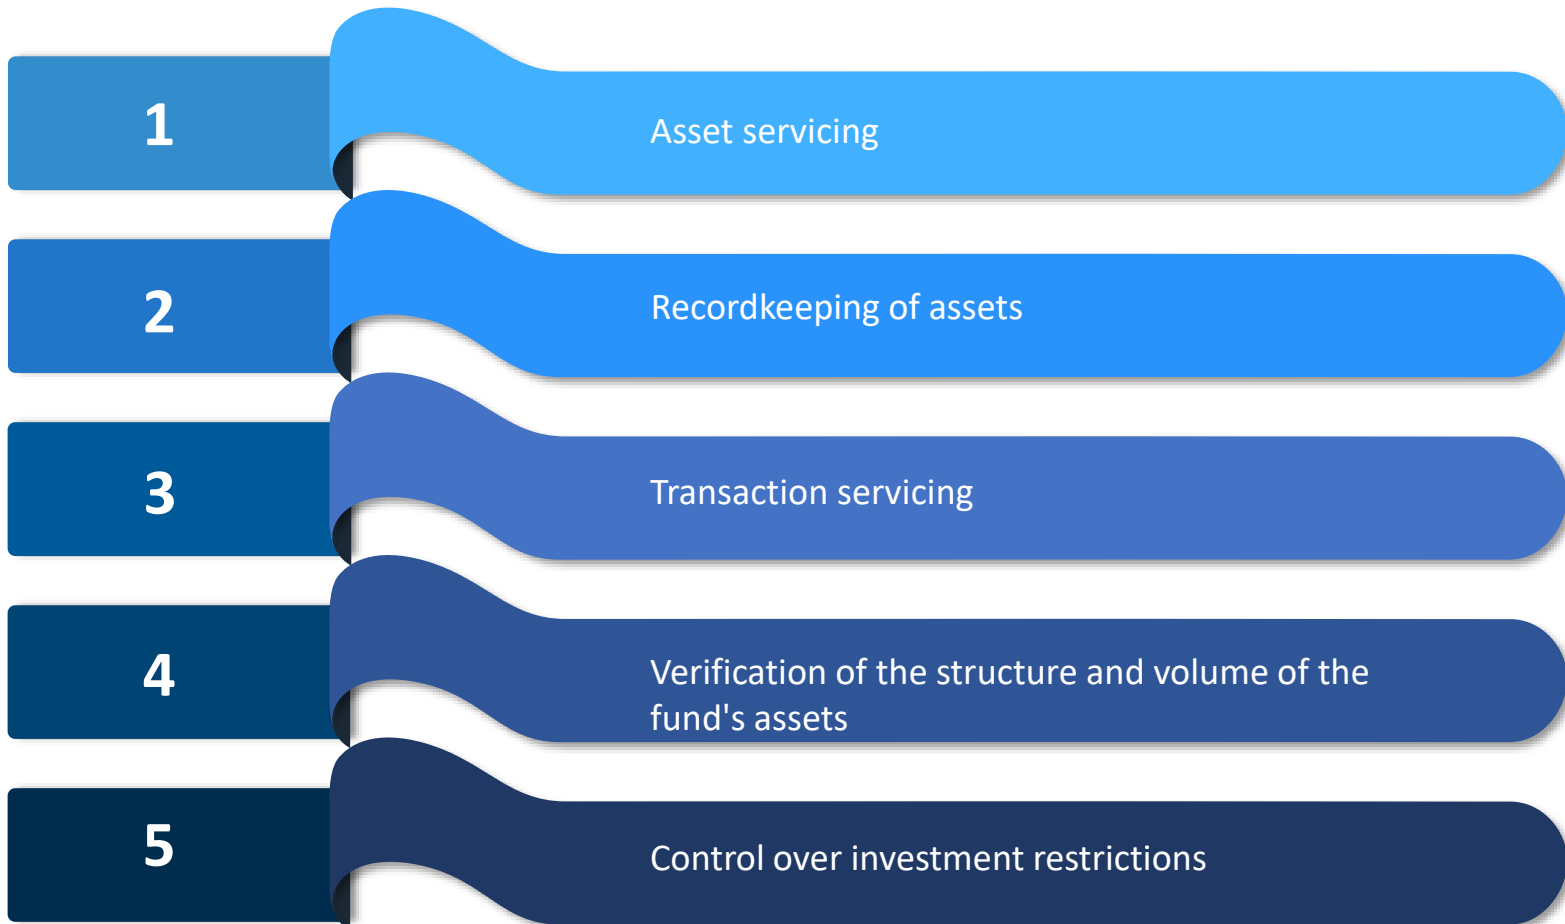 1
Asset servicing
2
Recordkeeping of assets
3
Transaction servicing
4
Verification of the structure and volume of the
fund's assets
5
Control over investment restrictions